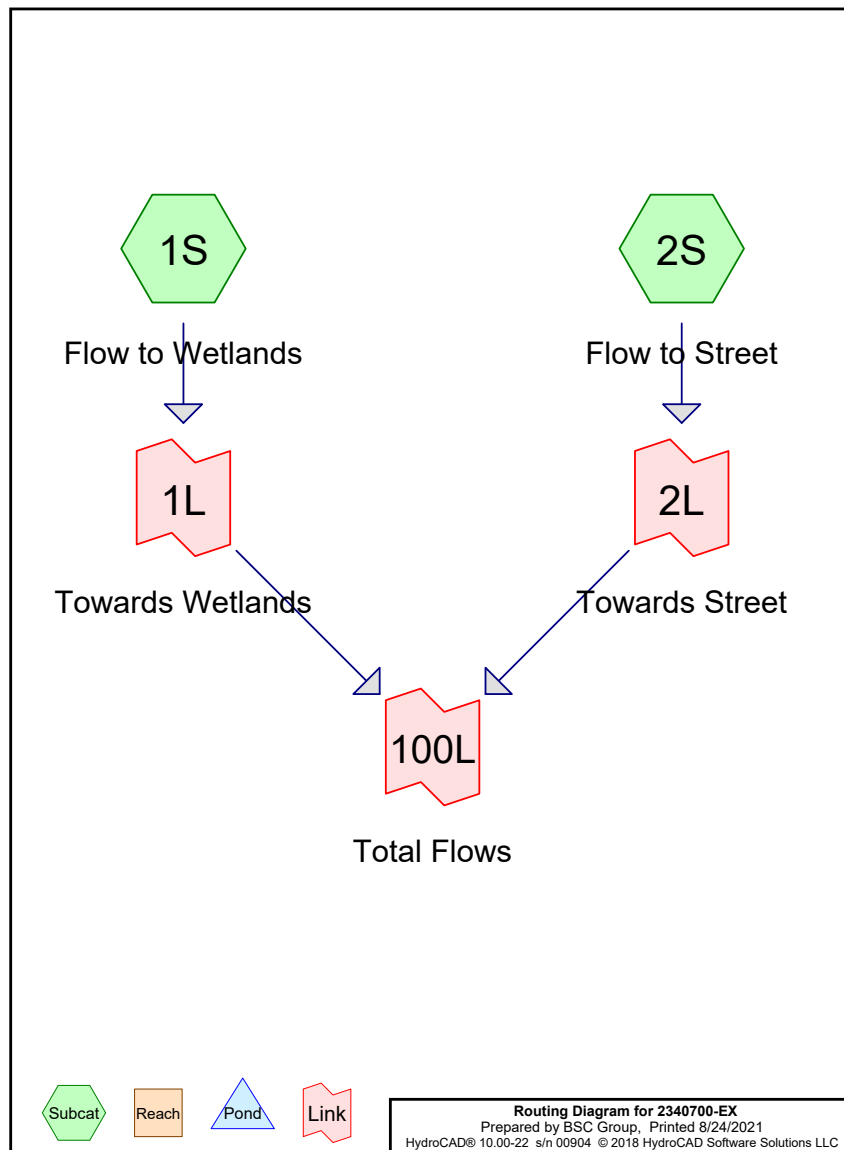 1S
2S
Flow to Wetlands
Flow to Street
1L
2L
Towards Wetlands
Towards Street
100L
Total Flows
Subcat
Reach
Pond
Link
Routing Diagram for 2340700-EX
Prepared by BSC Group, Printed 8/24/2021
HydroCAD® 10.00-22 s/n 00904 © 2018 HydroCAD Software Solutions LLC